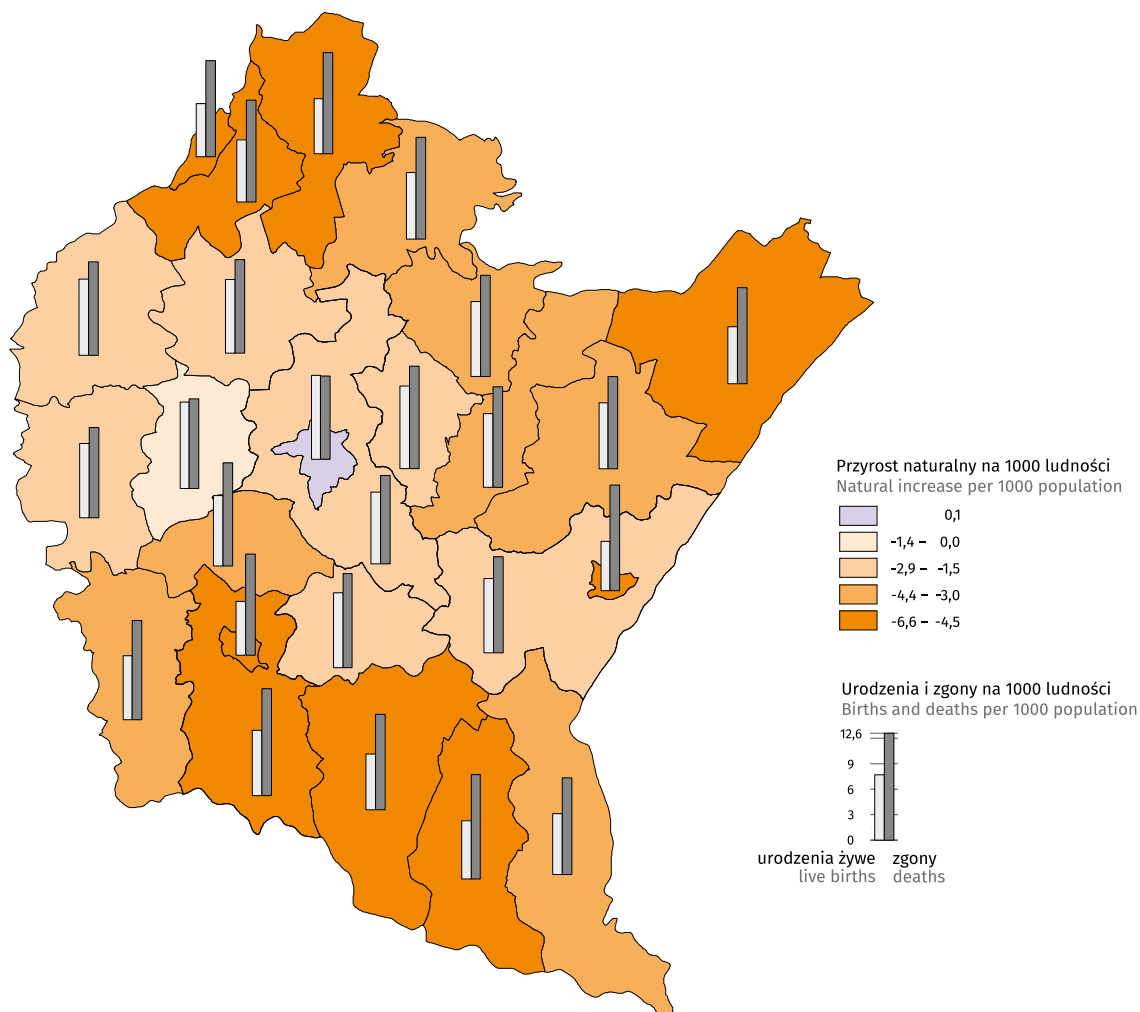 Przyrost naturalny na 1000 ludności
Natural increase per 1000 population
0,1
-1,4 – 0,0
-2,9 – -1,5
-4,4 – -3,0
-6,6 – -4,5
Urodzenia i zgony na 1000 ludności
Births and deaths per 1000 population
12,6
9
6
3
0
urodzenia żywe zgony
live births deaths